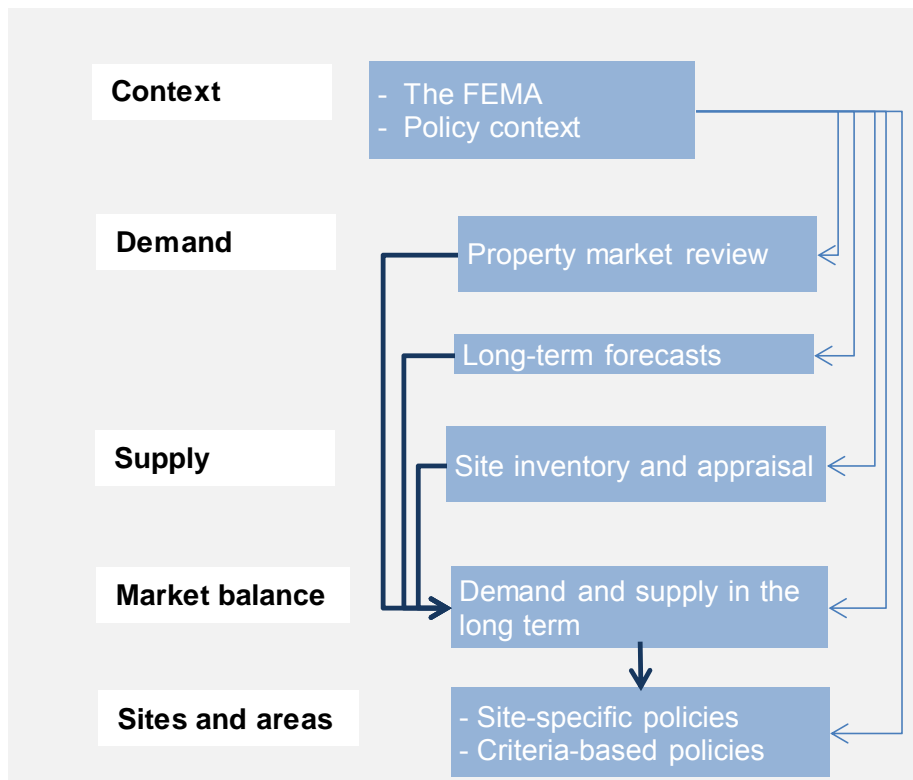 Context
- The FEMA
- Policy context
Demand
Property market review
Long-term forecasts
Supply
Site inventory and appraisal
Market balance
Demand and supply in the
long term
Sites and areas
- Site-specific policies
- Criteria-based policies